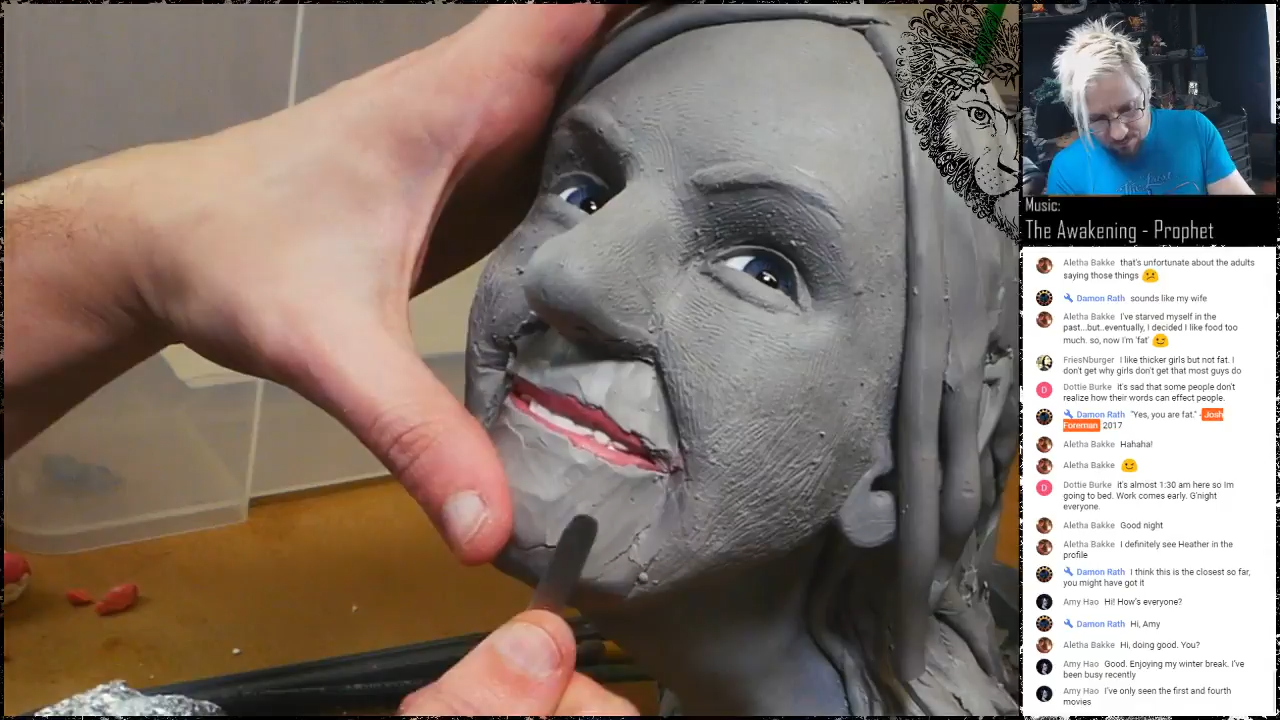 Music:
The Awakening - Prophet
Aletha Bakke that's unfortunate about the adults
saying those things
Damon Rath sounds like my wife
Aletha Bakke I've starved myself in the
past...but..eventually, I decided I like food too
much. so, now I'm 'fat'
FriesNburger I like thicker girls but not fat. I
don't get why girls don't get that most guys do
Dottie Burke it's sad that some people don't
realize how their words can effect people.
Damon Rath "Yes, you are fat." - Josh
Foreman 2017
Aletha Bakke Hahaha!
Aletha Bakke
D
Dottie Burke it's almost 1:30 am here so Im
going to bed. Work comes early. G'night
everyone.
Aletha Bakke Good night
Aletha Bakke I definitely see Heather in the
profile
Damon Rath I think this is the closest so far,
you might have got it
Amy Hao Hi! How's everyone?
Damon Rath Hi, Amy
Aletha Bakke Hi, doing good. You?
Amy Hao Good. Enjoying my winter break. I've
been busy recently
Amy Hao I've only seen the first and fourth
movies